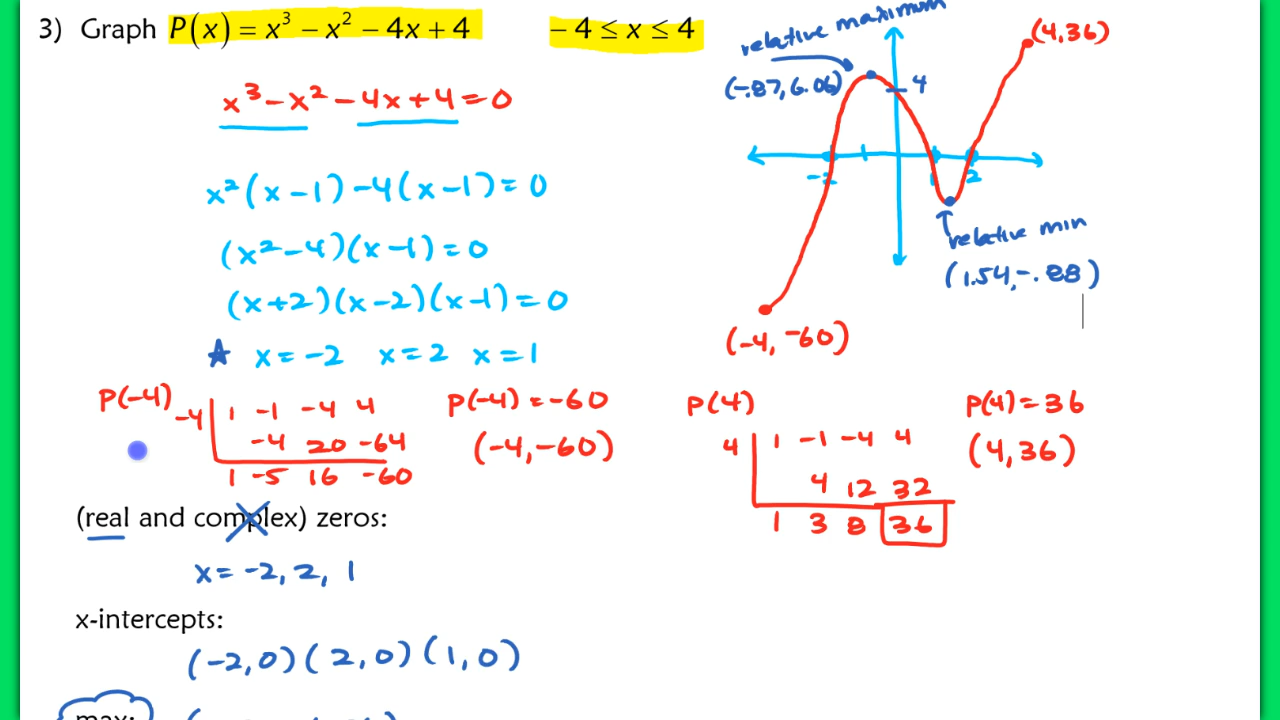 3) Graph P(x) = x³ − x² − 4x + 4    − 4 ≤ x ≤ 4
x³ − x² − 4x + 4 = 0
x²(x − 1) − 4(x − 1) = 0
(x² − 4)(x − 1) = 0
(x + 2)(x − 2)(x − 1) = 0
★ x = −2 x = 2 x = 1
relative maximum
(−.87, 6.06)
(4, 36)
4
−2 1 2
relative min
(1.54, −.88)
(−4, −60)
P(−4)
−4 | 1 −1 −4 4
−4 20 −64
1 −5 16 −60
P(−4) = −60
(−4, −60)
P(4)
4 | 1 −1 −4 4
4 12 32
1 3 8 36
P(4) = 36
(4, 36)
(real and complex) zeros:
x = −2, 2, 1
x-intercepts:
(−2, 0) (2, 0) (1, 0)
max: